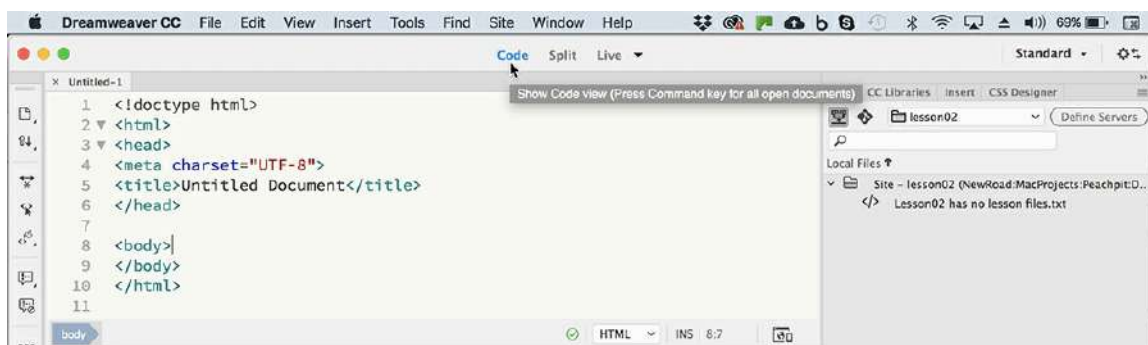 Dreamweaver CC File Edit View Insert Tools Find Site Window Help 69%
Code Split Live Standard
× Untitled-1
Show Code view (Press Command key for all open documents) CC Libraries Insert CSS Designer
1 <!doctype html>
2 <html>
3 <head>
4 <meta charset="UTF-8">
5 <title>Untitled Document</title>
6 </head>
7
8 <body>
9 </body>
10 </html>
11
lesson02 Define Servers
Local Files
Site - lesson02 (NewRoad:MacProjects:Peachpit:D..
Lesson02 has no lesson files.txt
body HTML INS 8:7